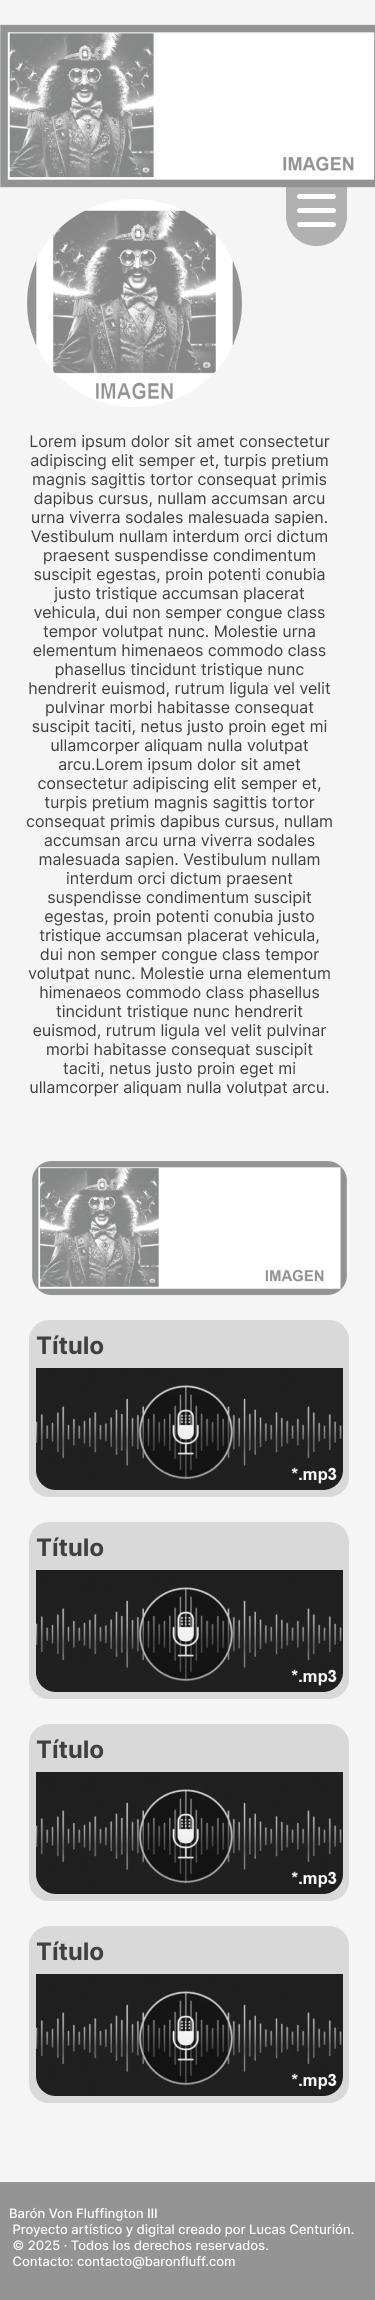 IMAGEN
IMAGEN
Lorem ipsum dolor sit amet consectetur
adipiscing elit semper et, turpis pretium
magnis sagittis tortor consequat primis
dapibus cursus, nullam accumsan arcu
urna viverra sodales malesuada sapien.
Vestibulum nullam interdum orci dictum
praesent suspendisse condimentum
suscipit egestas, proin potenti conubia
justo tristique accumsan placerat
vehicula, dui non semper congue class
tempor volutpat nunc. Molestie urna
elementum himenaeos commodo class
phasellus tincidunt tristique nunc
hendrerit euismod, rutrum ligula vel velit
pulvinar morbi habitasse consequat
suscipit taciti, netus justo proin eget mi
ullamcorper aliquam nulla volutpat
arcu.Lorem ipsum dolor sit amet
consectetur adipiscing elit semper et,
turpis pretium magnis sagittis tortor
consequat primis dapibus cursus, nullam
accumsan arcu urna viverra sodales
malesuada sapien. Vestibulum nullam
interdum orci dictum praesent
suspendisse condimentum suscipit
egestas, proin potenti conubia justo
tristique accumsan placerat vehicula,
dui non semper congue class tempor
volutpat nunc. Molestie urna elementum
himenaeos commodo class phasellus
tincidunt tristique nunc hendrerit
euismod, rutrum ligula vel velit pulvinar
morbi habitasse consequat suscipit
taciti, netus justo proin eget mi
ullamcorper aliquam nulla volutpat arcu.
IMAGEN
Título
*.mp3
Título
*.mp3
Título
*.mp3
Título
*.mp3
Barón Von Fluffington III
Proyecto artístico y digital creado por Lucas Centurión.
© 2025 · Todos los derechos reservados.
Contacto: contacto@baronfluff.com